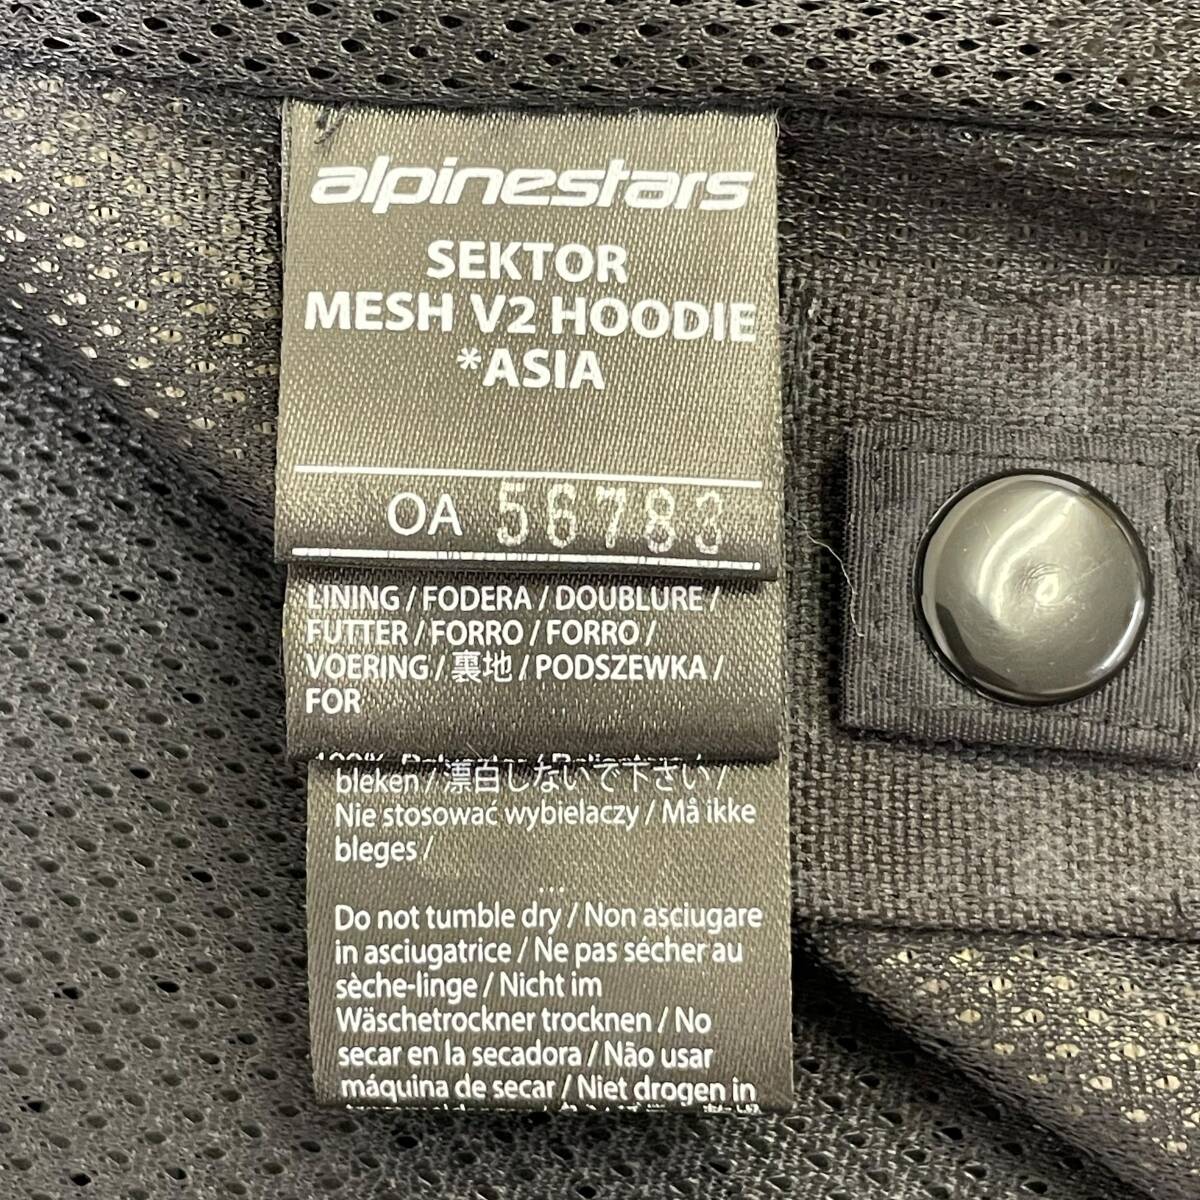 alpinestars
SEKTOR
MESH V2 HOODIE
*ASIA
OA 56783
LINING / FODERA / DOUBLURE /
FUTTER / FORRO / FORRO /
VOERING / 裏地 / PODSZEWKA /
FOR
bleken / 漂白しないで下さい /
Nie stosować wybielaczy / Må ikke
bleges /
...
Do not tumble dry / Non asciugare
in asciugatrice / Ne pas sécher au
sèche-linge / Nicht im
Wäschetrockner trocknen / No
secar en la secadora / Não usar
máquina de secar / Niet drogen in